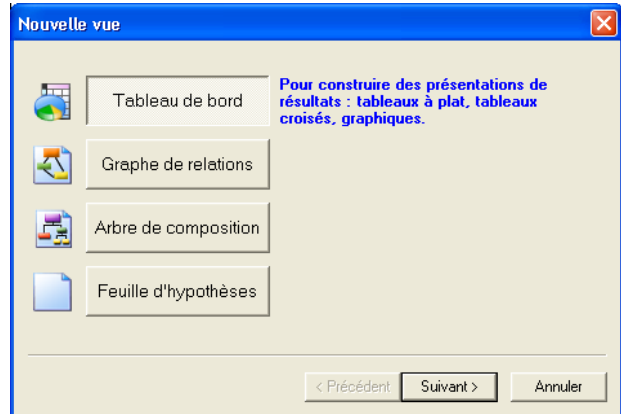 Nouvelle vue
Tableau de bord
Pour construire des présentations de
résultats : tableaux à plat, tableaux
croisés, graphiques.
Graphe de relations
Arbre de composition
Feuille d'hypothèses
< Précédent
Suivant >
Annuler